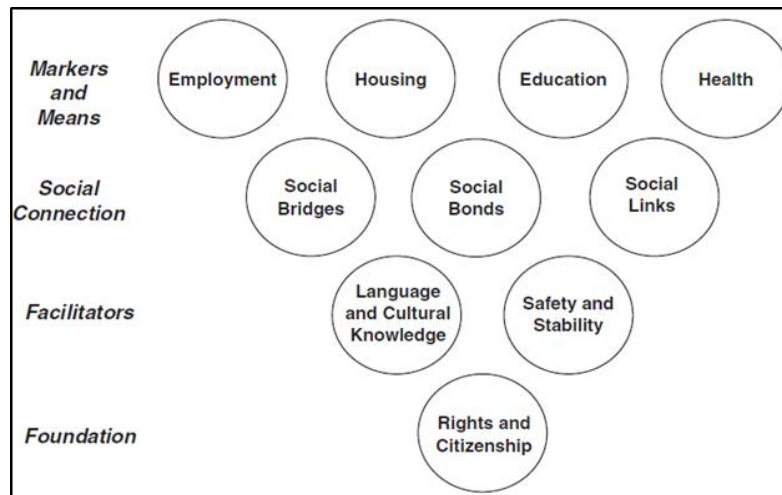 Markers
and
Means
Employment
Housing
Education
Health
Social
Connection
Social
Bridges
Social
Bonds
Social
Links
Facilitators
Language
and Cultural
Knowledge
Safety and
Stability
Foundation
Rights and
Citizenship